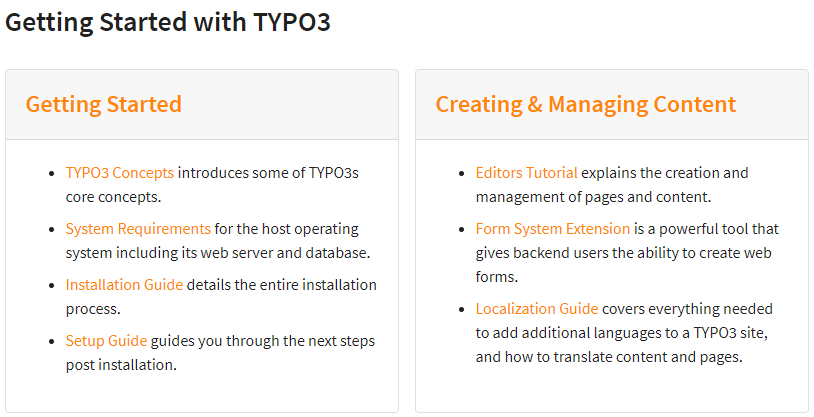 Getting Started with TYPO3
Getting Started
TYPO3 Concepts introduces some of TYPO3s
core concepts.
System Requirements for the host operating
system including its web server and database.
Installation Guide details the entire installation
process.
Setup Guide guides you through the next steps
post installation.
Creating & Managing Content
Editors Tutorial explains the creation and
management of pages and content.
Form System Extension is a powerful tool that
gives backend users the ability to create web
forms.
Localization Guide covers everything needed
to add additional languages to a TYPO3 site,
and how to translate content and pages.